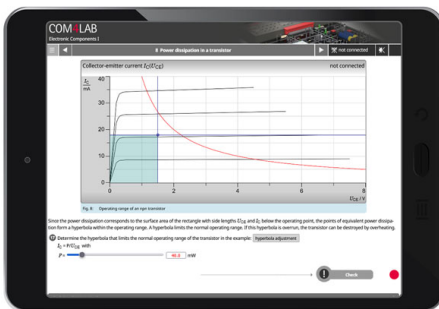 COM4LAB
Electronic Components I
8 Power dissipation in a transistor
not connected
Collector-emitter current I_C(U_CE)
not connected
I_C
mA
40
30
20
10
0
0
2
4
6
8
U_CE / V
Fig. 8: Operating range of an npn transistor
Since the power dissipation corresponds to the surface area of the rectangle with side lengths U_CE and I_C below the operating point, the points of equivalent power dissipa-
tion form a hyperbola within the operating range. A hyperbola limits the normal operating range. If this hyperbola is overrun, the transistor can be destroyed by overheating.
Determine the hyperbola that limits the normal operating range of the transistor in the example: hyperbola adjustment
I_C = P/U_CE with
P = 40.0 mW
Check